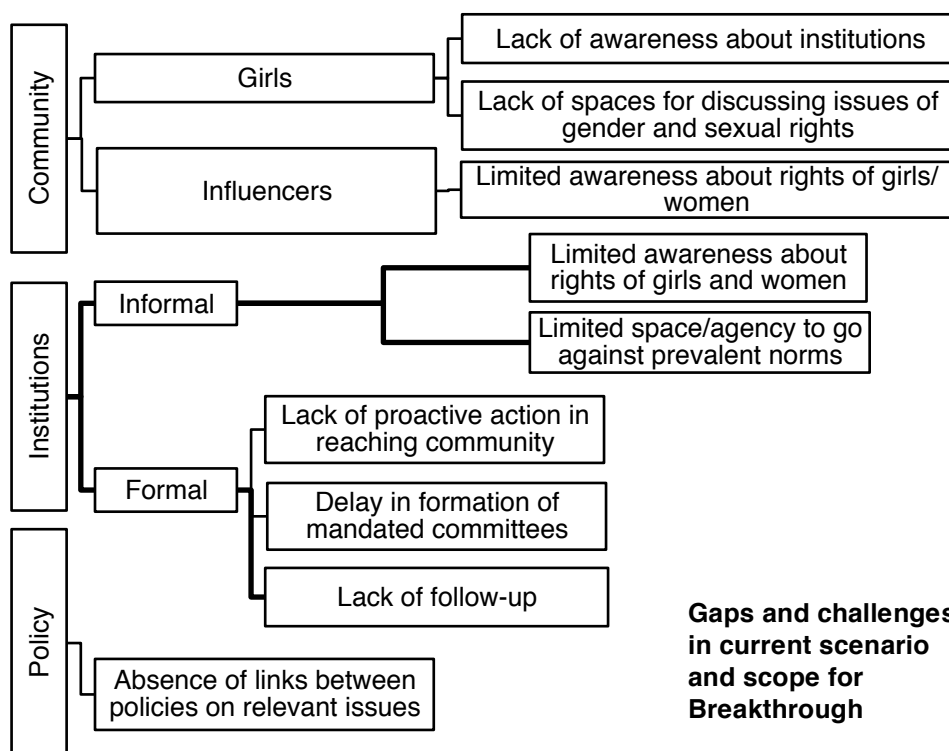 Community
Girls
Lack of awareness about institutions
Lack of spaces for discussing issues of
gender and sexual rights
Influencers
Limited awareness about rights of girls/
women
Institutions
Informal
Limited awareness about
rights of girls and women
Limited space/agency to go
against prevalent norms
Formal
Lack of proactive action in
reaching community
Delay in formation of
mandated committees
Lack of follow-up
Policy
Absence of links between
policies on relevant issues
Gaps and challenges
in current scenario
and scope for
Breakthrough